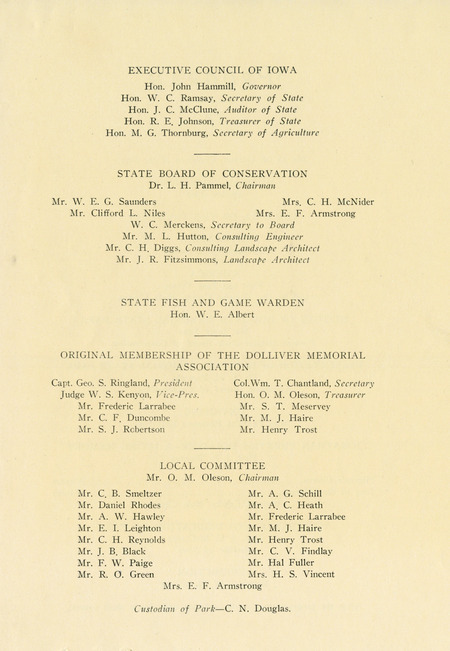 EXECUTIVE COUNCIL OF IOWA
Hon. John Hammill, Governor
Hon. W. C. Ramsay, Secretary of State
Hon. J. C. McClune, Auditor of State
Hon. R. E. Johnson, Treasurer of State
Hon. M. G. Thornburg, Secretary of Agriculture
STATE BOARD OF CONSERVATION
Dr. L. H. Pammel, Chairman
Mr. W. E. G. Saunders Mrs. C. H. McNider
Mr. Clifford L. Niles Mrs. E. F. Armstrong
W. C. Merckens, Secretary to Board
Mr. M. L. Hutton, Consulting Engineer
Mr. C. H. Diggs, Consulting Landscape Architect
Mr. J. R. Fitzsimmons, Landscape Architect
STATE FISH AND GAME WARDEN
Hon. W. E. Albert
ORIGINAL MEMBERSHIP OF THE DOLLIVER MEMORIAL
ASSOCIATION
Capt. Geo. S. Ringland, President Col.Wm. T. Chantland, Secretary
Judge W. S. Kenyon, Vice-Pres. Hon. O. M. Oleson, Treasurer
Mr. Frederic Larrabee Mr. S. T. Meservey
Mr. C. F. Duncombe Mr. M. J. Haire
Mr. S. J. Robertson Mr. Henry Trost
LOCAL COMMITTEE
Mr. O. M. Oleson, Chairman
Mr. C. B. Smeltzer Mr. A. G. Schill
Mr. Daniel Rhodes Mr. A. C. Heath
Mr. A. W. Hawley Mr. Frederic Larrabee
Mr. E. I. Leighton Mr. M. J. Haire
Mr. C. H. Reynolds Mr. Henry Trost
Mr. J. B. Black Mr. C. V. Findlay
Mr. F. W. Paige Mr. Hal Fuller
Mr. R. O. Green Mrs. H. S. Vincent
Mrs. E. F. Armstrong
Custodian of Park—C. N. Douglas.